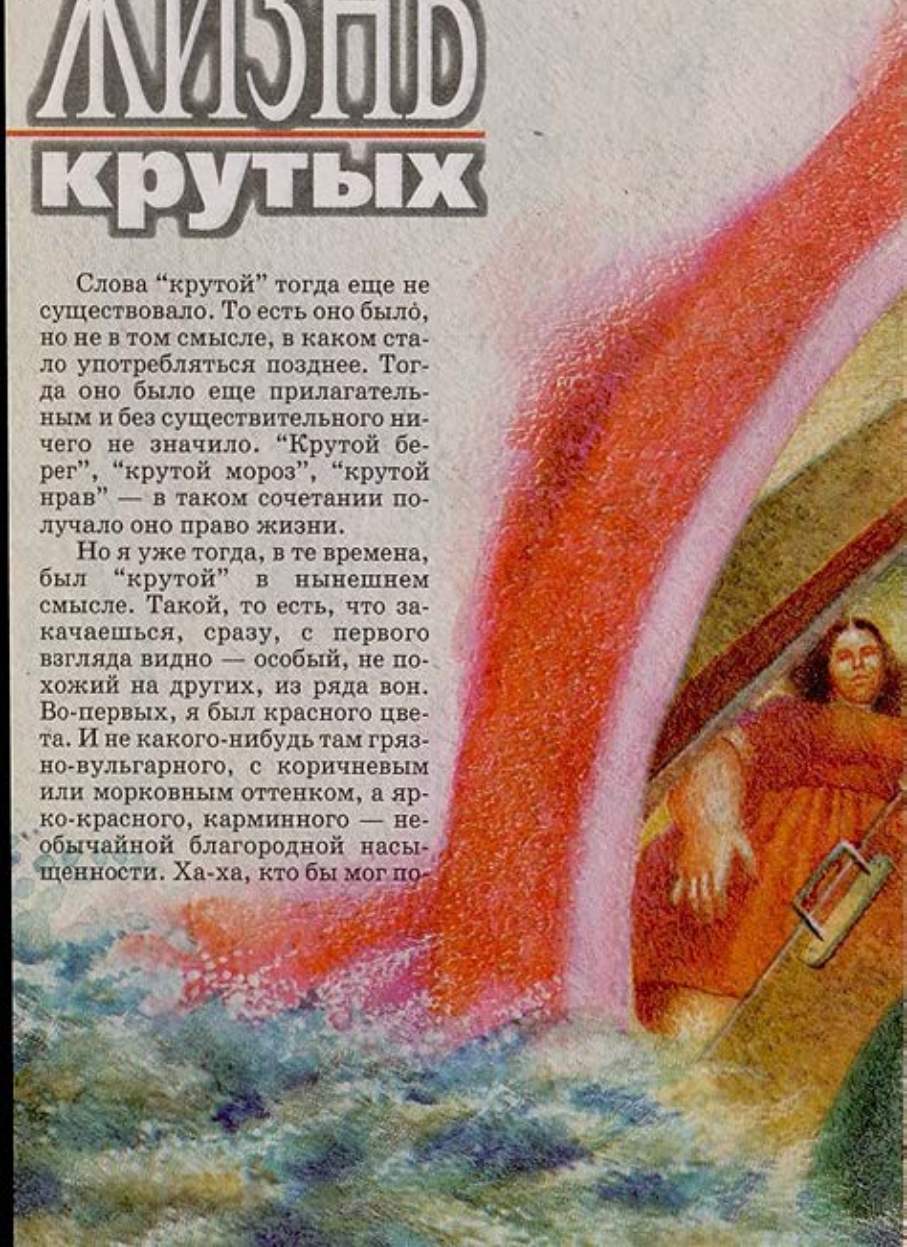 ЖИЗНЬ
крутых
Слова “крутой” тогда еще не
существовало. То есть оно было,
но не в том смысле, в каком ста-
ло употребляться позднее. Тог-
да оно было еще прилагатель-
ным и без существительного ни-
чего не значило. “Крутой бе-
рег”, “крутой мороз”, “крутой
нрав” — в таком сочетании по-
лучало оно право жизни.
Но я уже тогда, в те времена,
был “крутой” в нынешнем
смысле. Такой, то есть, что за-
качаешься, сразу, с первого
взгляда видно — особый, не по-
хожий на других, из ряда вон.
Во-первых, я был красного цве-
та. И не какого-нибудь там гряз-
но-вульгарного, с коричневым
или морковным оттенком, а яр-
ко-красного, карминного — не-
обычайной благородной насы-
щенности. Ха-ха, кто бы мог по-